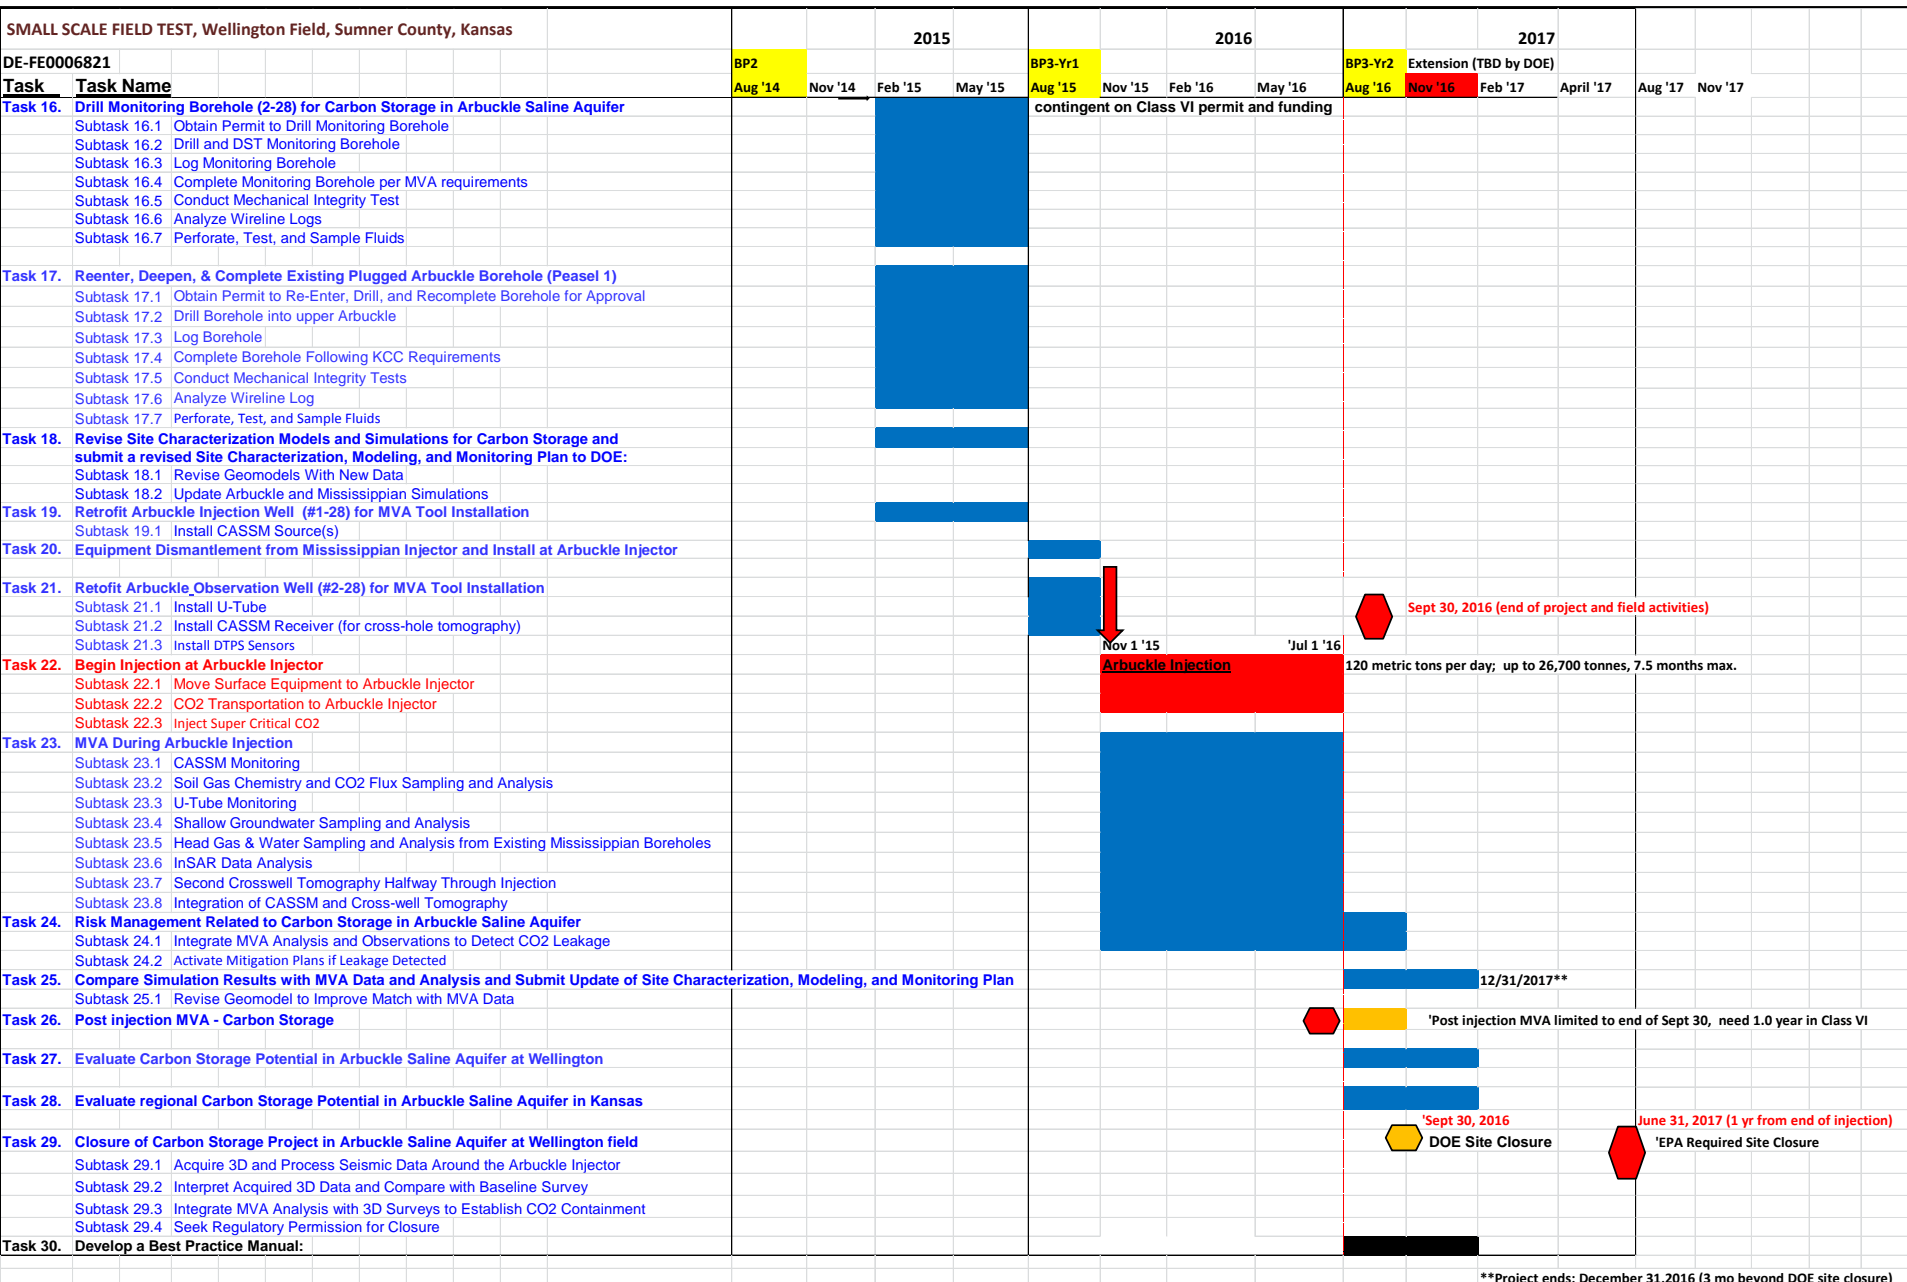 SMALL SCALE FIELD TEST, Wellington Field, Sumner County, Kansas
2015 2016 2017
DE-FE0006821 BP2 BP3-Yr1 BP3-Yr2 Extension (TBD by DOE)
Task Task Name Aug '14 Nov '14 Feb '15 May '15 Aug '15 Nov '15 Feb '16 May '16 Aug '16 Nov '16 Feb '17 April '17 Aug '17 Nov '17
Task 16. Drill Monitoring Borehole (2-28) for Carbon Storage in Arbuckle Saline Aquifer contingent on Class VI permit and funding
Subtask 16.1 Obtain Permit to Drill Monitoring Borehole
Subtask 16.2 Drill and DST Monitoring Borehole
Subtask 16.3 Log Monitoring Borehole
Subtask 16.4 Complete Monitoring Borehole per MVA requirements
Subtask 16.5 Conduct Mechanical Integrity Test
Subtask 16.6 Analyze Wireline Logs
Subtask 16.7 Perforate, Test, and Sample Fluids
Task 17. Reenter, Deepen, & Complete Existing Plugged Arbuckle Borehole (Peasel 1)
Subtask 17.1 Obtain Permit to Re-Enter, Drill, and Recomplete Borehole for Approval
Subtask 17.2 Drill Borehole into upper Arbuckle
Subtask 17.3 Log Borehole
Subtask 17.4 Complete Borehole Following KCC Requirements
Subtask 17.5 Conduct Mechanical Integrity Tests
Subtask 17.6 Analyze Wireline Log
Subtask 17.7 Perforate, Test, and Sample Fluids
Task 18. Revise Site Characterization Models and Simulations for Carbon Storage and
submit a revised Site Characterization, Modeling, and Monitoring Plan to DOE:
Subtask 18.1 Revise Geomodels With New Data
Subtask 18.2 Update Arbuckle and Mississippian Simulations
Task 19. Retrofit Arbuckle Injection Well (#1-28) for MVA Tool Installation
Subtask 19.1 Install CASSM Source(s)
Task 20. Equipment Dismantlement from Mississippian Injector and Install at Arbuckle Injector
Task 21. Retofit Arbuckle Observation Well (#2-28) for MVA Tool Installation
Subtask 21.1 Install U-Tube Sept 30, 2016 (end of project and field activities)
Subtask 21.2 Install CASSM Receiver (for cross-hole tomography)
Subtask 21.3 Install DTPS Sensors Nov 1 '15 'Jul 1 '16
Task 22. Begin Injection at Arbuckle Injector Arbuckle Injection 120 metric tons per day; up to 26,700 tonnes, 7.5 months max.
Subtask 22.1 Move Surface Equipment to Arbuckle Injector
Subtask 22.2 CO2 Transportation to Arbuckle Injector
Subtask 22.3 Inject Super Critical CO2
Task 23. MVA During Arbuckle Injection
Subtask 23.1 CASSM Monitoring
Subtask 23.2 Soil Gas Chemistry and CO2 Flux Sampling and Analysis
Subtask 23.3 U-Tube Monitoring
Subtask 23.4 Shallow Groundwater Sampling and Analysis
Subtask 23.5 Head Gas & Water Sampling and Analysis from Existing Mississippian Boreholes
Subtask 23.6 InSAR Data Analysis
Subtask 23.7 Second Crosswell Tomography Halfway Through Injection
Subtask 23.8 Integration of CASSM and Cross-well Tomography
Task 24. Risk Management Related to Carbon Storage in Arbuckle Saline Aquifer
Subtask 24.1 Integrate MVA Analysis and Observations to Detect CO2 Leakage
Subtask 24.2 Activate Mitigation Plans if Leakage Detected
Task 25. Compare Simulation Results with MVA Data and Analysis and Submit Update of Site Characterization, Modeling, and Monitoring Plan 12/31/2017**
Subtask 25.1 Revise Geomodel to Improve Match with MVA Data
Task 26. Post injection MVA - Carbon Storage 'Post injection MVA limited to end of Sept 30, need 1.0 year in Class VI
Task 27. Evaluate Carbon Storage Potential in Arbuckle Saline Aquifer at Wellington
Task 28. Evaluate regional Carbon Storage Potential in Arbuckle Saline Aquifer in Kansas
'Sept 30, 2016 June 31, 2017 (1 yr from end of injection)
Task 29. Closure of Carbon Storage Project in Arbuckle Saline Aquifer at Wellington field DOE Site Closure 'EPA Required Site Closure
Subtask 29.1 Acquire 3D and Process Seismic Data Around the Arbuckle Injector
Subtask 29.2 Interpret Acquired 3D Data and Compare with Baseline Survey
Subtask 29.3 Integrate MVA Analysis with 3D Surveys to Establish CO2 Containment
Subtask 29.4 Seek Regulatory Permission for Closure
Task 30. Develop a Best Practice Manual:
**Project ends: December 31,2016 (3 mo beyond DOE site closure)